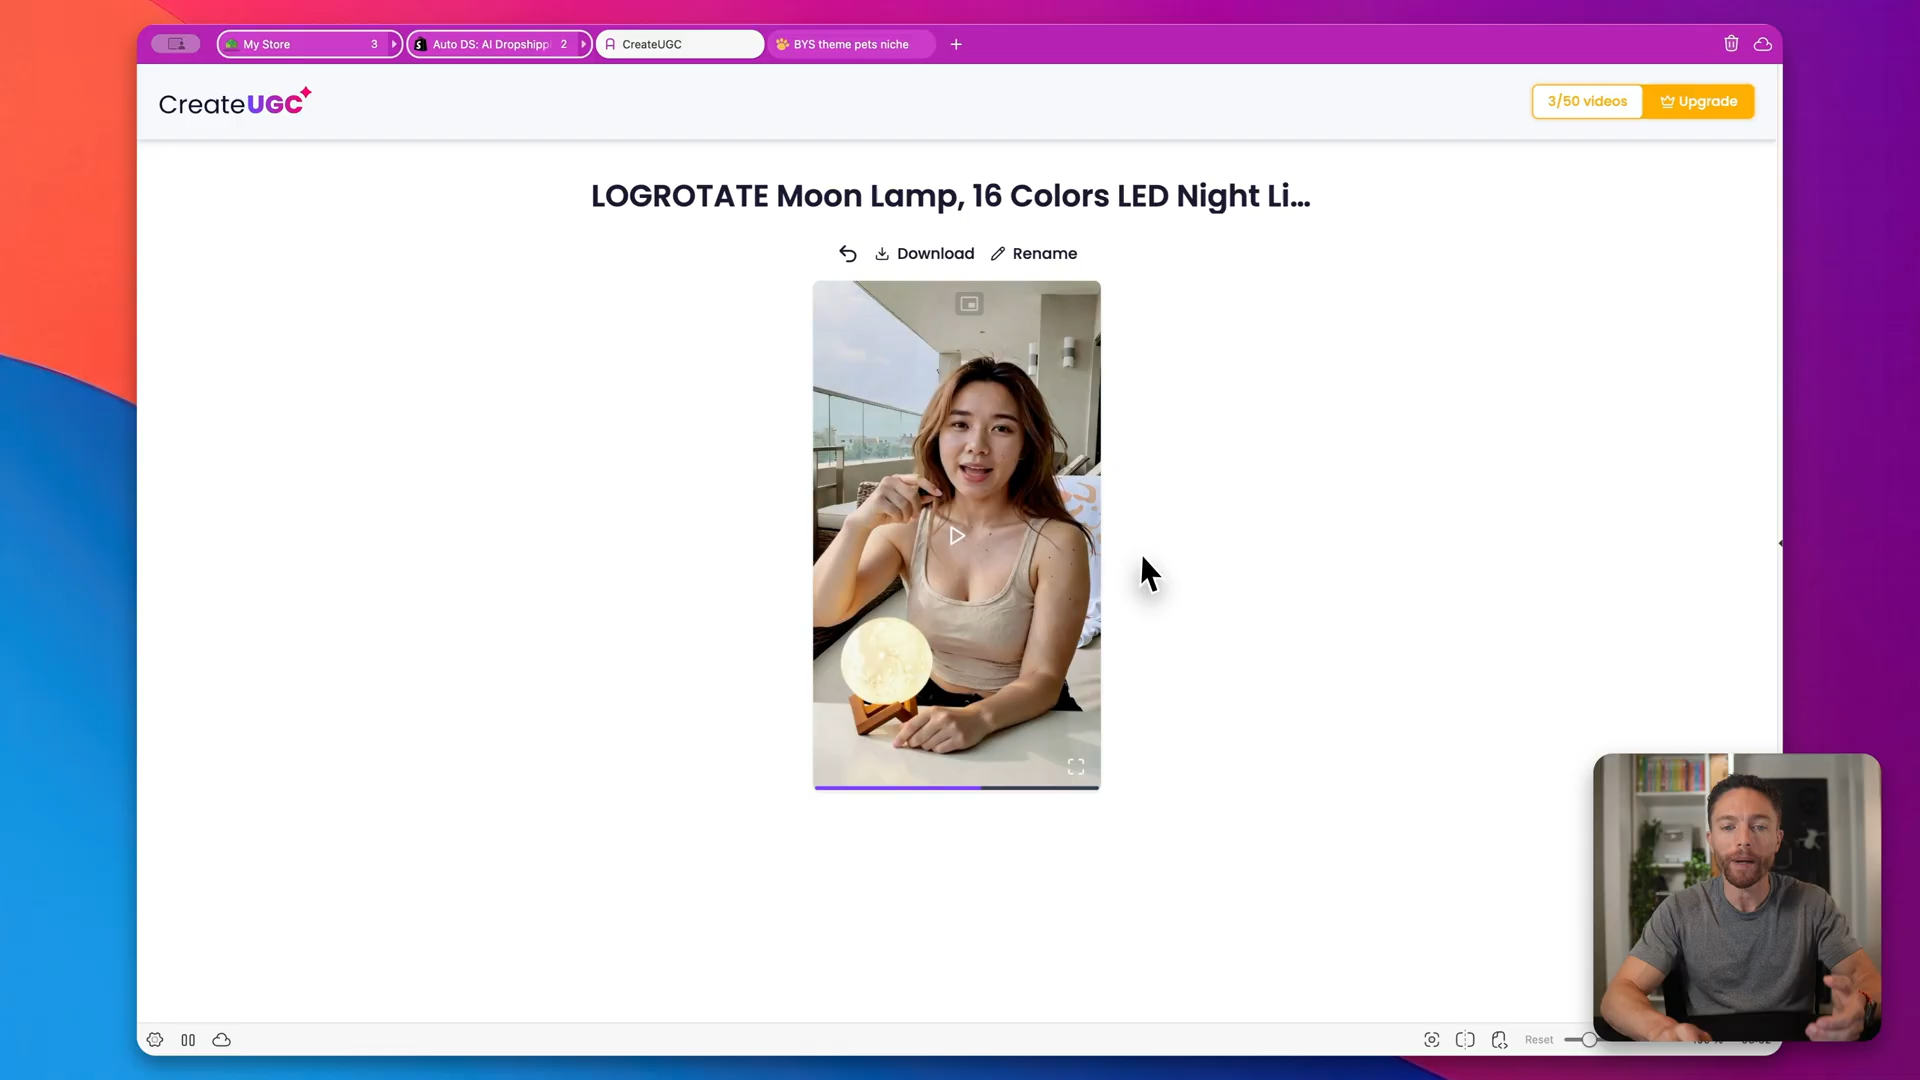 My Store 3
Auto DS: AI Dropshippi 2
CreateUGC
BYS theme pets niche
CreateUGC
3/50 videos
Upgrade
LOGROTATE Moon Lamp, 16 Colors LED Night Li...
Download
Rename
Reset